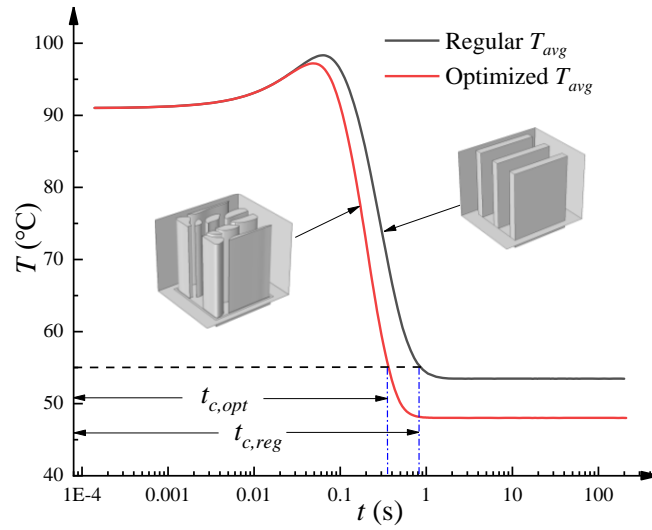 Regular T_avg
Optimized T_avg
T (°C)
100
90
80
70
60
50
40
t_c,opt
t_c,reg
1E-4
0.001
0.01
0.1
1
10
100
t (s)